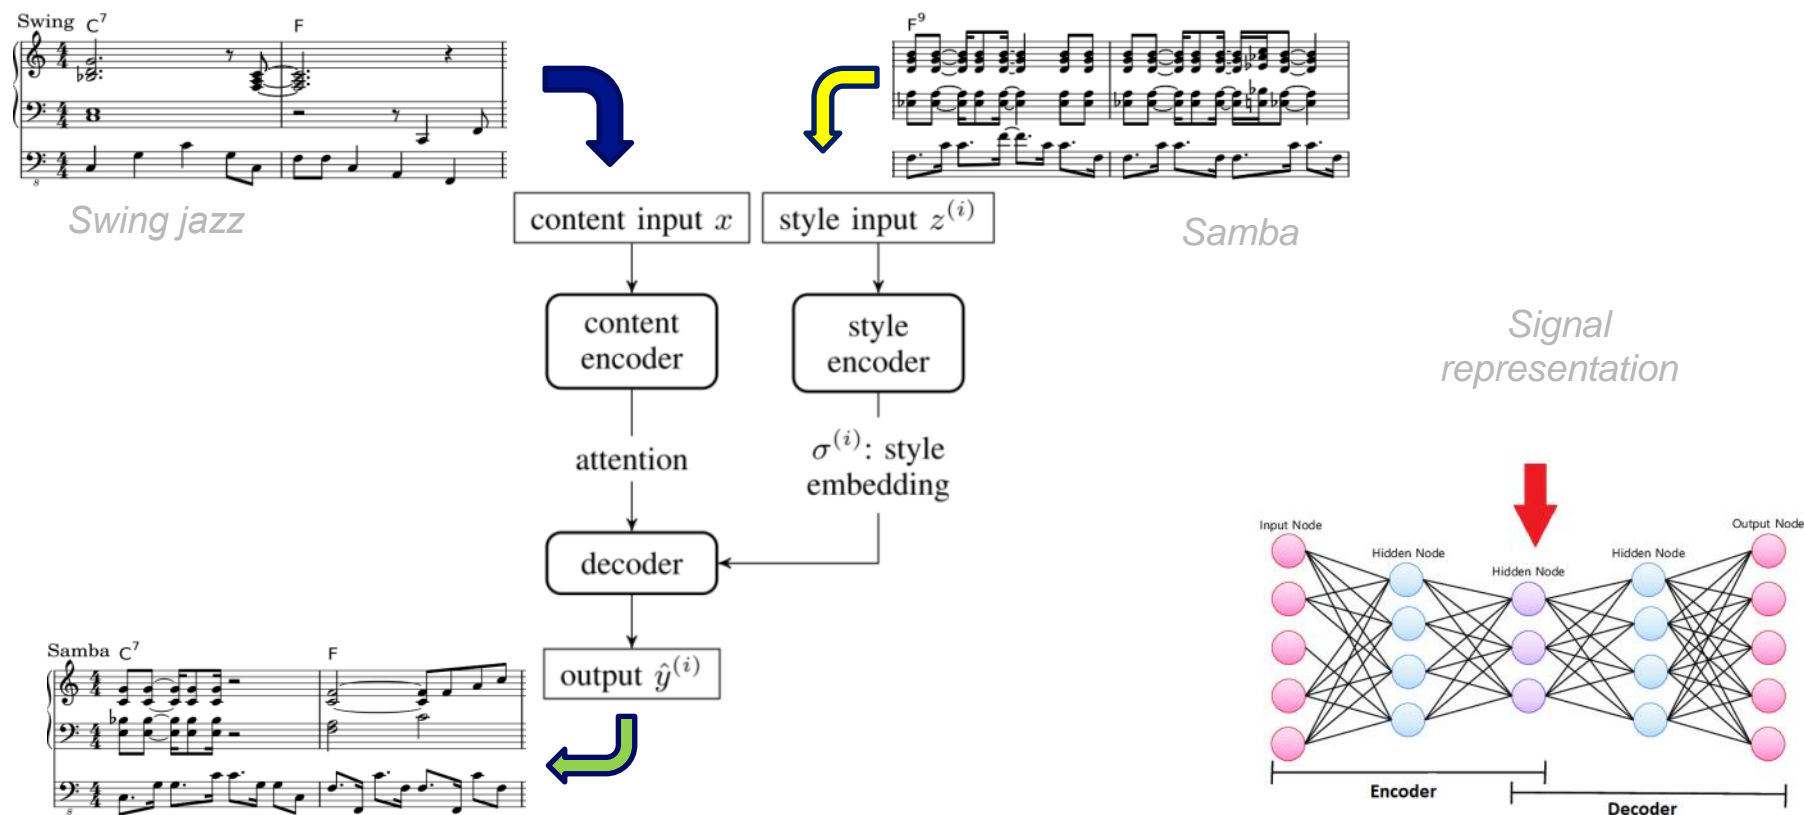 Swing C7 F
F9
Swing jazz
Samba
content input x
style input z(i)
content
encoder
style
encoder
Signal
representation
attention
σ(i): style
embedding
decoder
output ŷ(i)
Samba C7 F
Input Node
Hidden Node
Hidden Node
Hidden Node
Output Node
Encoder
Decoder